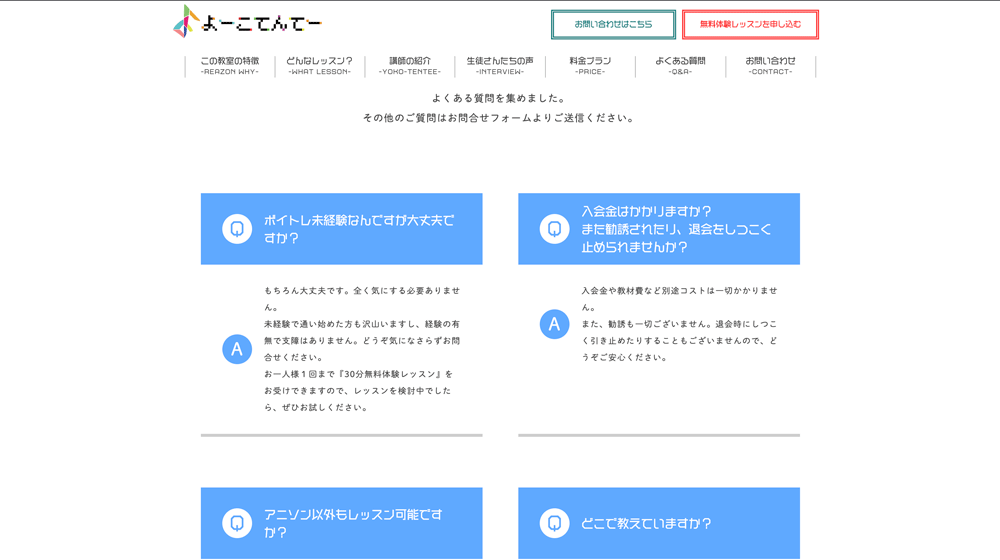 よーこてんてー
お問い合わせはこちら
無料体験レッスンを申し込む
この教室の特徴
-REAZON WHY-
どんなレッスン？
-WHAT LESSON-
講師の紹介
-YOKO-TENTEE-
生徒さんたちの声
-INTERVIEW-
料金プラン
-PRICE-
よくある質問
-Q&A-
お問い合わせ
-CONTACT-
よくある質問を集めました。
その他のご質問はお問合せフォームよりご送信ください。
Q
ボイトレ未経験なんですが大丈夫で
すか？
A
もちろん大丈夫です。全く気にする必要ありませ
ん。
未経験で通い始めた方も沢山いますし、経験の有
無で支障はありません。どうぞ気になさらずお問
合せください。
お一人様１回まで『30分無料体験レッスン』を
お受けできますので、レッスンを検討中でした
ら、ぜひお試しください。
Q
入会金はかかりますか？
また勧誘されたり、退会をしつこく
止められませんか？
A
入会金や教材費など別途コストは一切かかりませ
ん。
また、勧誘も一切ございません。退会時にしつこ
く引き止めたりすることもございませんので、ど
うぞご安心ください。
Q
アニソン以外もレッスン可能です
か？
Q
どこで教えていますか？